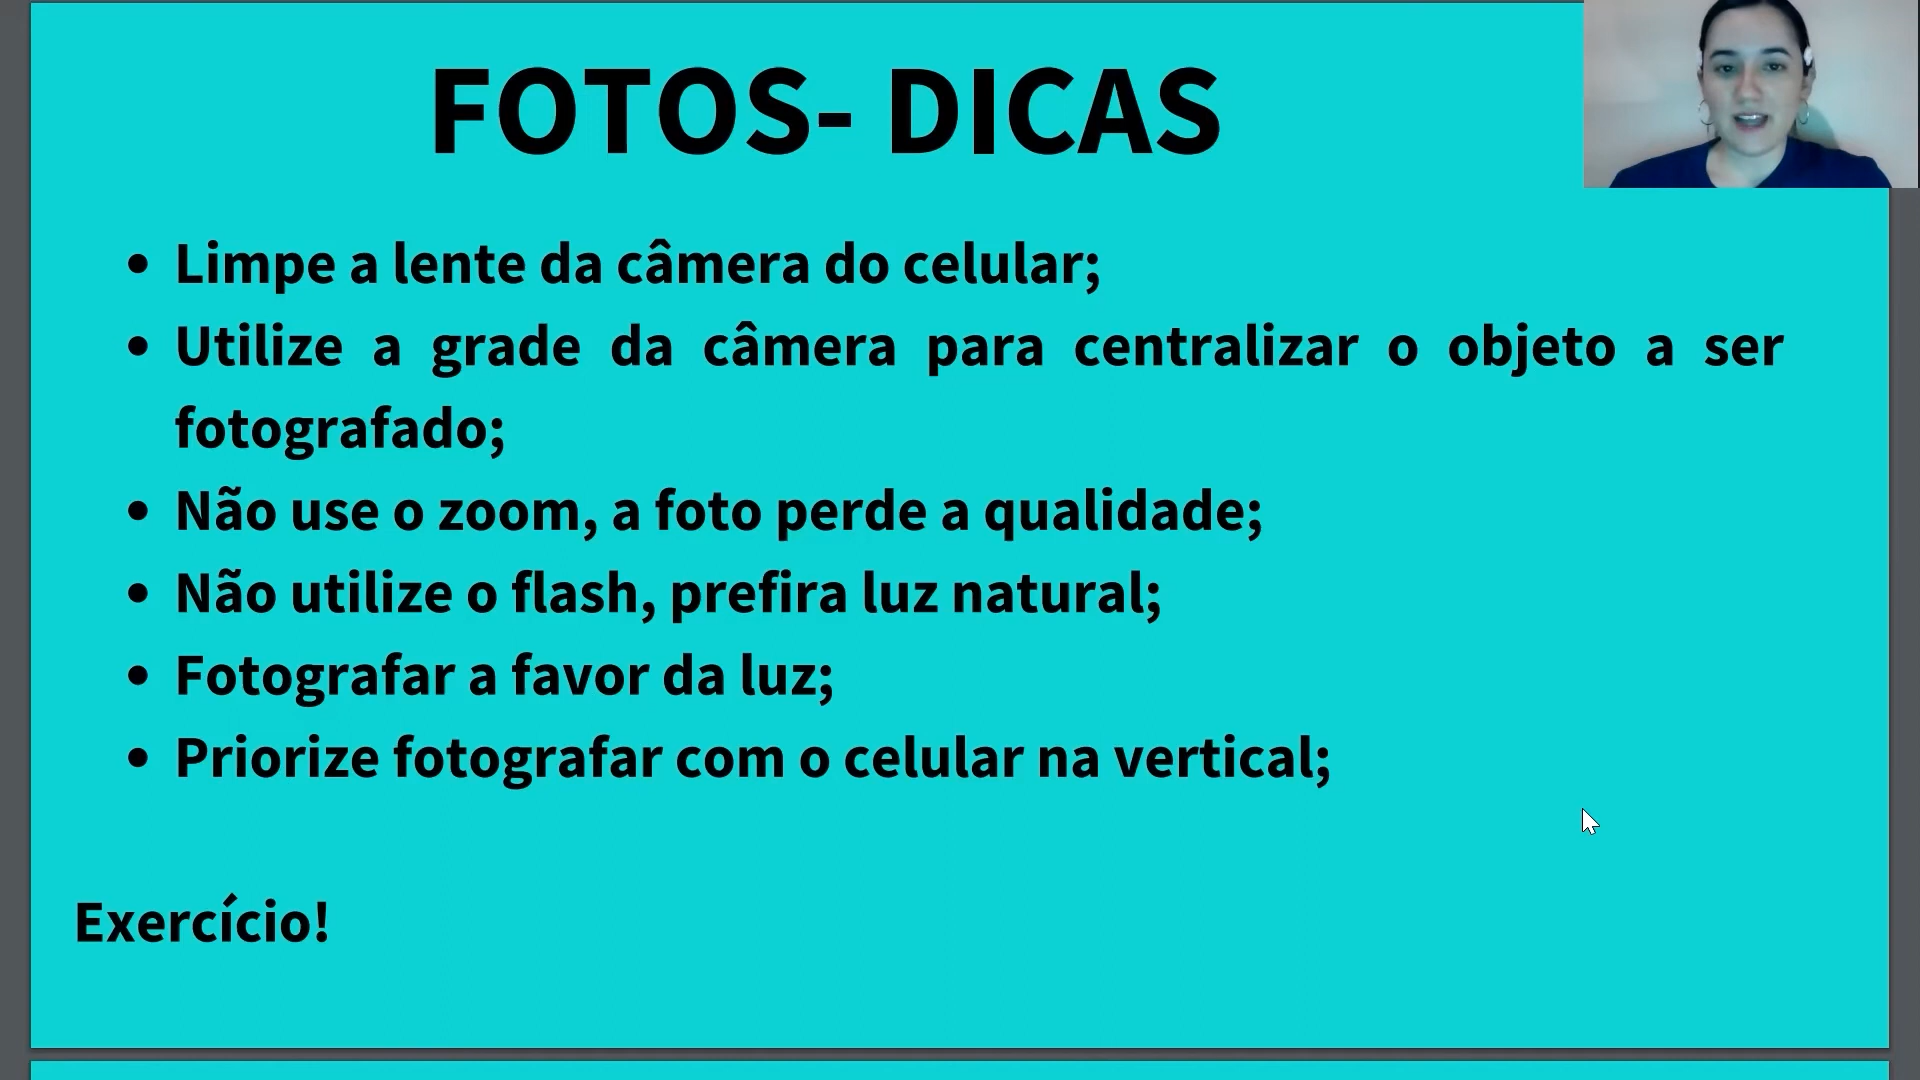 FOTOS- DICAS
• Limpe a lente da câmera do celular;
• Utilize a grade da câmera para centralizar o objeto a ser
fotografado;
• Não use o zoom, a foto perde a qualidade;
• Não utilize o flash, prefira luz natural;
• Fotografar a favor da luz;
• Priorize fotografar com o celular na vertical;
Exercício!